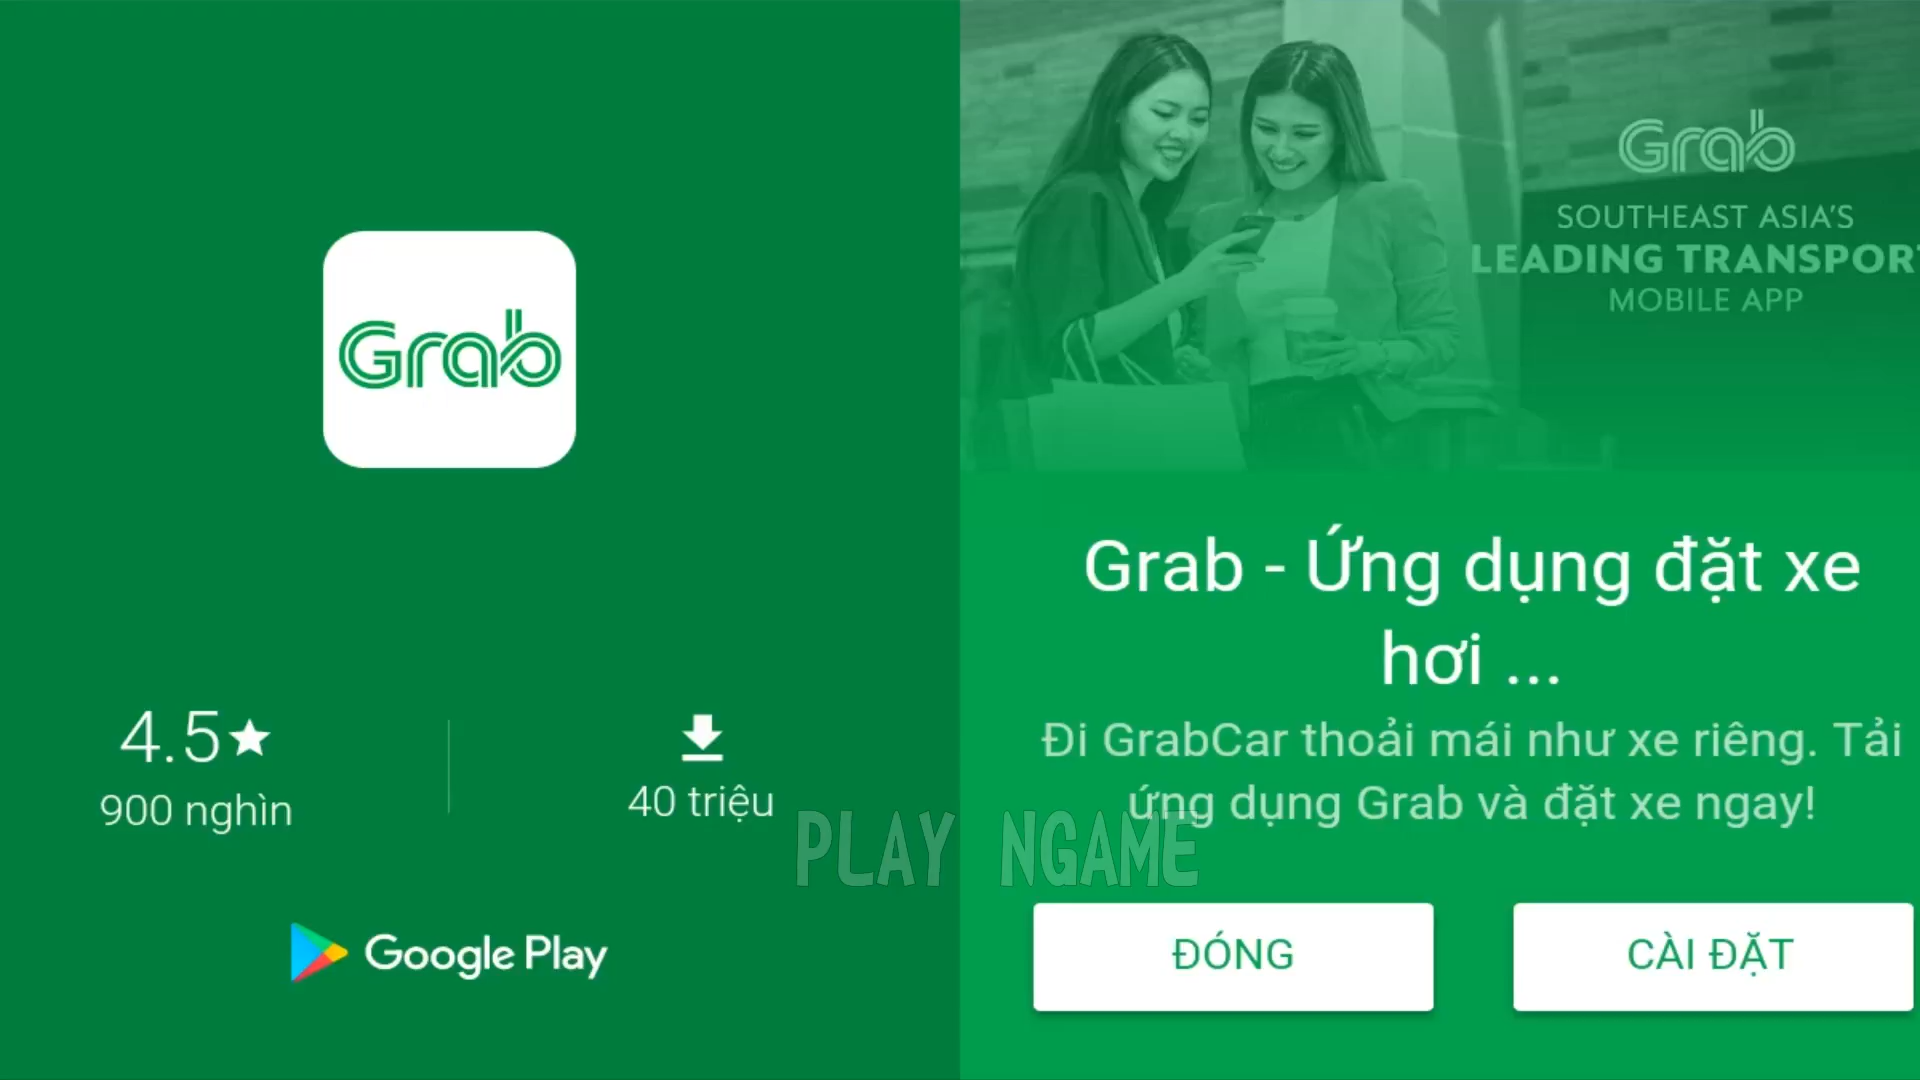 Grab
4.5★
900 nghìn
40 triệu
Google Play
Grab
SOUTHEAST ASIA'S
LEADING TRANSPORT
MOBILE APP
Grab - Ứng dụng đặt xe
hơi ...
Đi GrabCar thoải mái như xe riêng. Tải
ứng dụng Grab và đặt xe ngay!
PLAY NGAME
ĐÓNG
CÀI ĐẶT